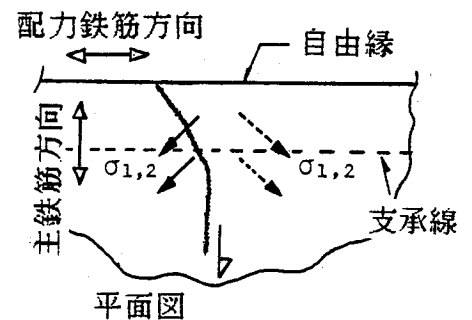 配力鉄筋方向
自由縁
主鉄筋方向
σ1,2
σ1,2
支承線
平面図